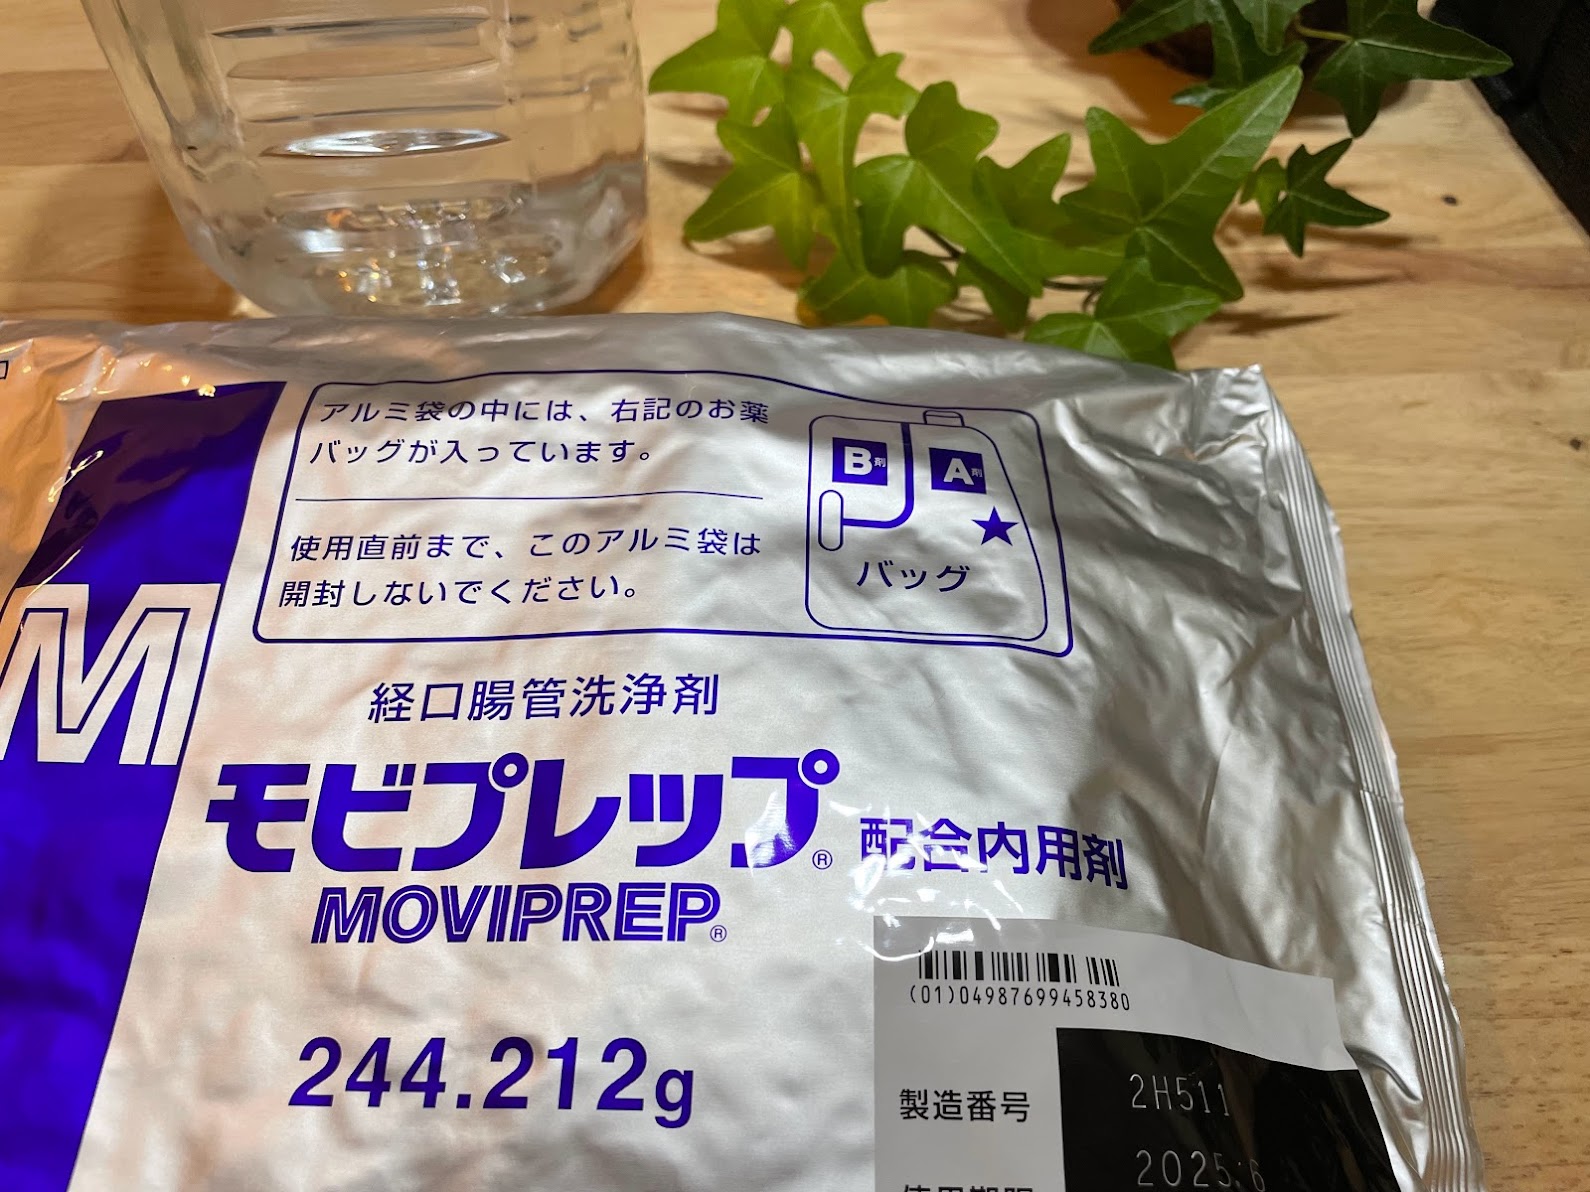 アルミ袋の中には、右記のお薬
バッグが入っています。
使用直前まで、このアルミ袋は
開封しないでください。
B剤
A剤
★
バッグ
M
経口腸管洗浄剤
モビプレップ® 配合内用剤
MOVIPREP®
244.212g
(01)04987699458380
製造番号 2H511
2025.6